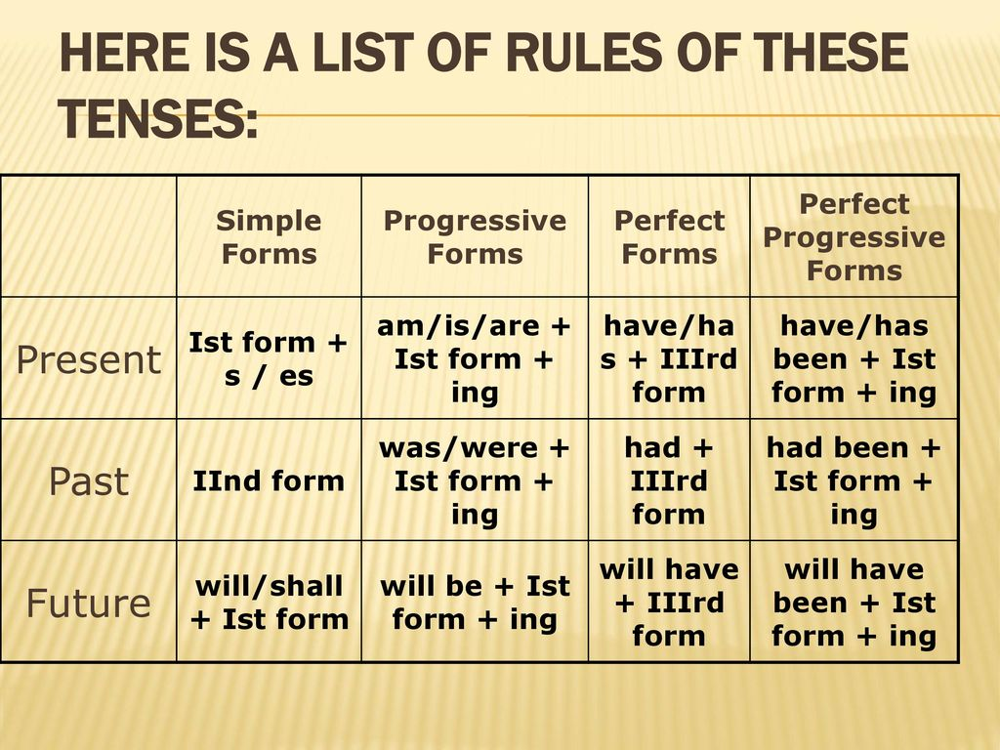 HERE IS A LIST OF RULES OF THESE
TENSES:
Simple
Forms
Progressive
Forms
Perfect
Forms
Perfect
Progressive
Forms
Present
Ist form +
s / es
am/is/are +
Ist form +
ing
have/ha
s + IIIrd
form
have/has
been + Ist
form + ing
Past
IInd form
was/were +
Ist form +
ing
had +
IIIrd
form
had been +
Ist form +
ing
Future
will/shall
+ Ist form
will be + Ist
form + ing
will have
+ IIIrd
form
will have
been + Ist
form + ing